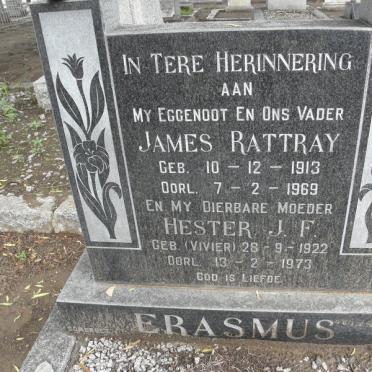 IN TERE HERINNERING
AAN
MY EGGENOOT EN ONS VADER
JAMES RATTRAY
GEB. 10 – 12 – 1913
OORL. 7 – 2 – 1969
EN MY DIERBARE MOEDER
HESTER J. F.
GEB. (VIVIER) 28 – 9 – 1922
OORL. 13 – 2 – 1973
GOD IS LIEFDE
ERASMUS